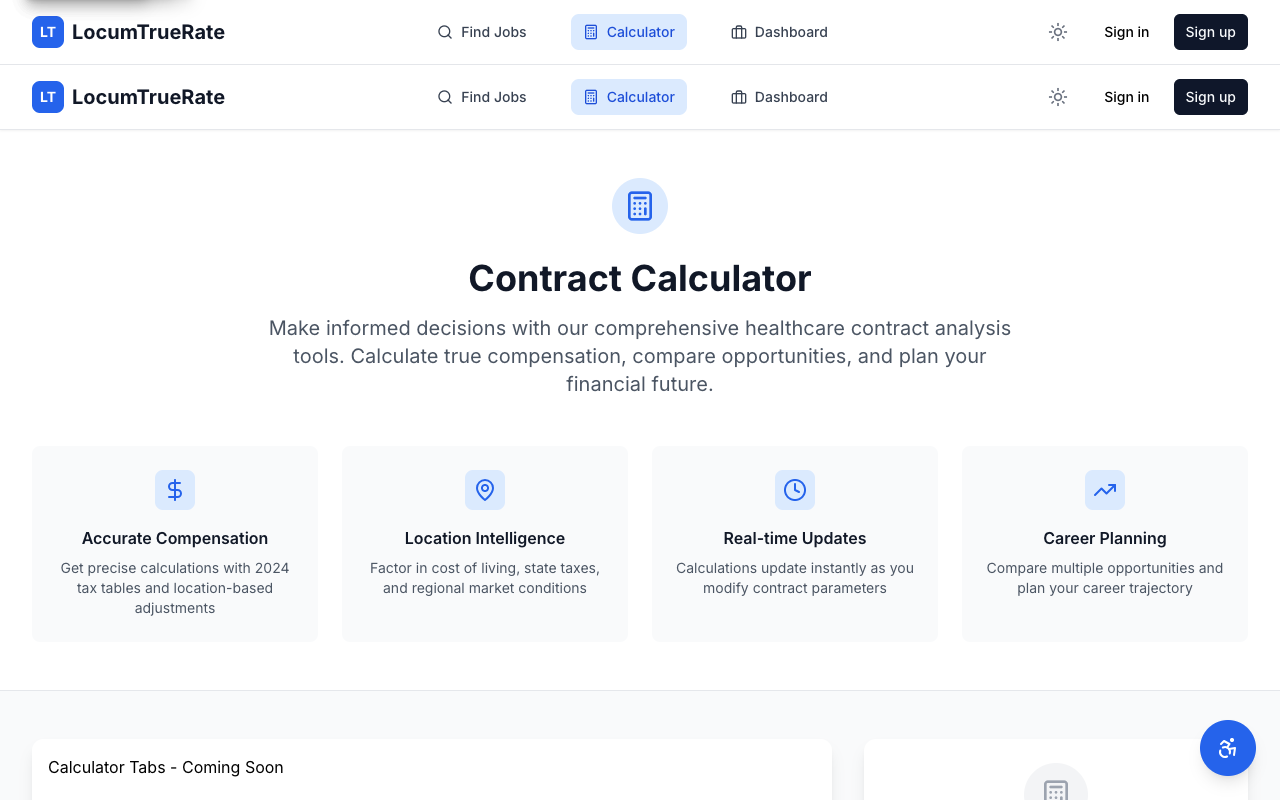 LT LocumTrueRate Find Jobs Calculator Dashboard Sign in Sign up
LT LocumTrueRate Find Jobs Calculator Dashboard Sign in Sign up
Contract Calculator
Make informed decisions with our comprehensive healthcare contract analysis
tools. Calculate true compensation, compare opportunities, and plan your
financial future.
Accurate Compensation
Get precise calculations with 2024
tax tables and location-based
adjustments
Location Intelligence
Factor in cost of living, state taxes,
and regional market conditions
Real-time Updates
Calculations update instantly as you
modify contract parameters
Career Planning
Compare multiple opportunities and
plan your career trajectory
Calculator Tabs - Coming Soon